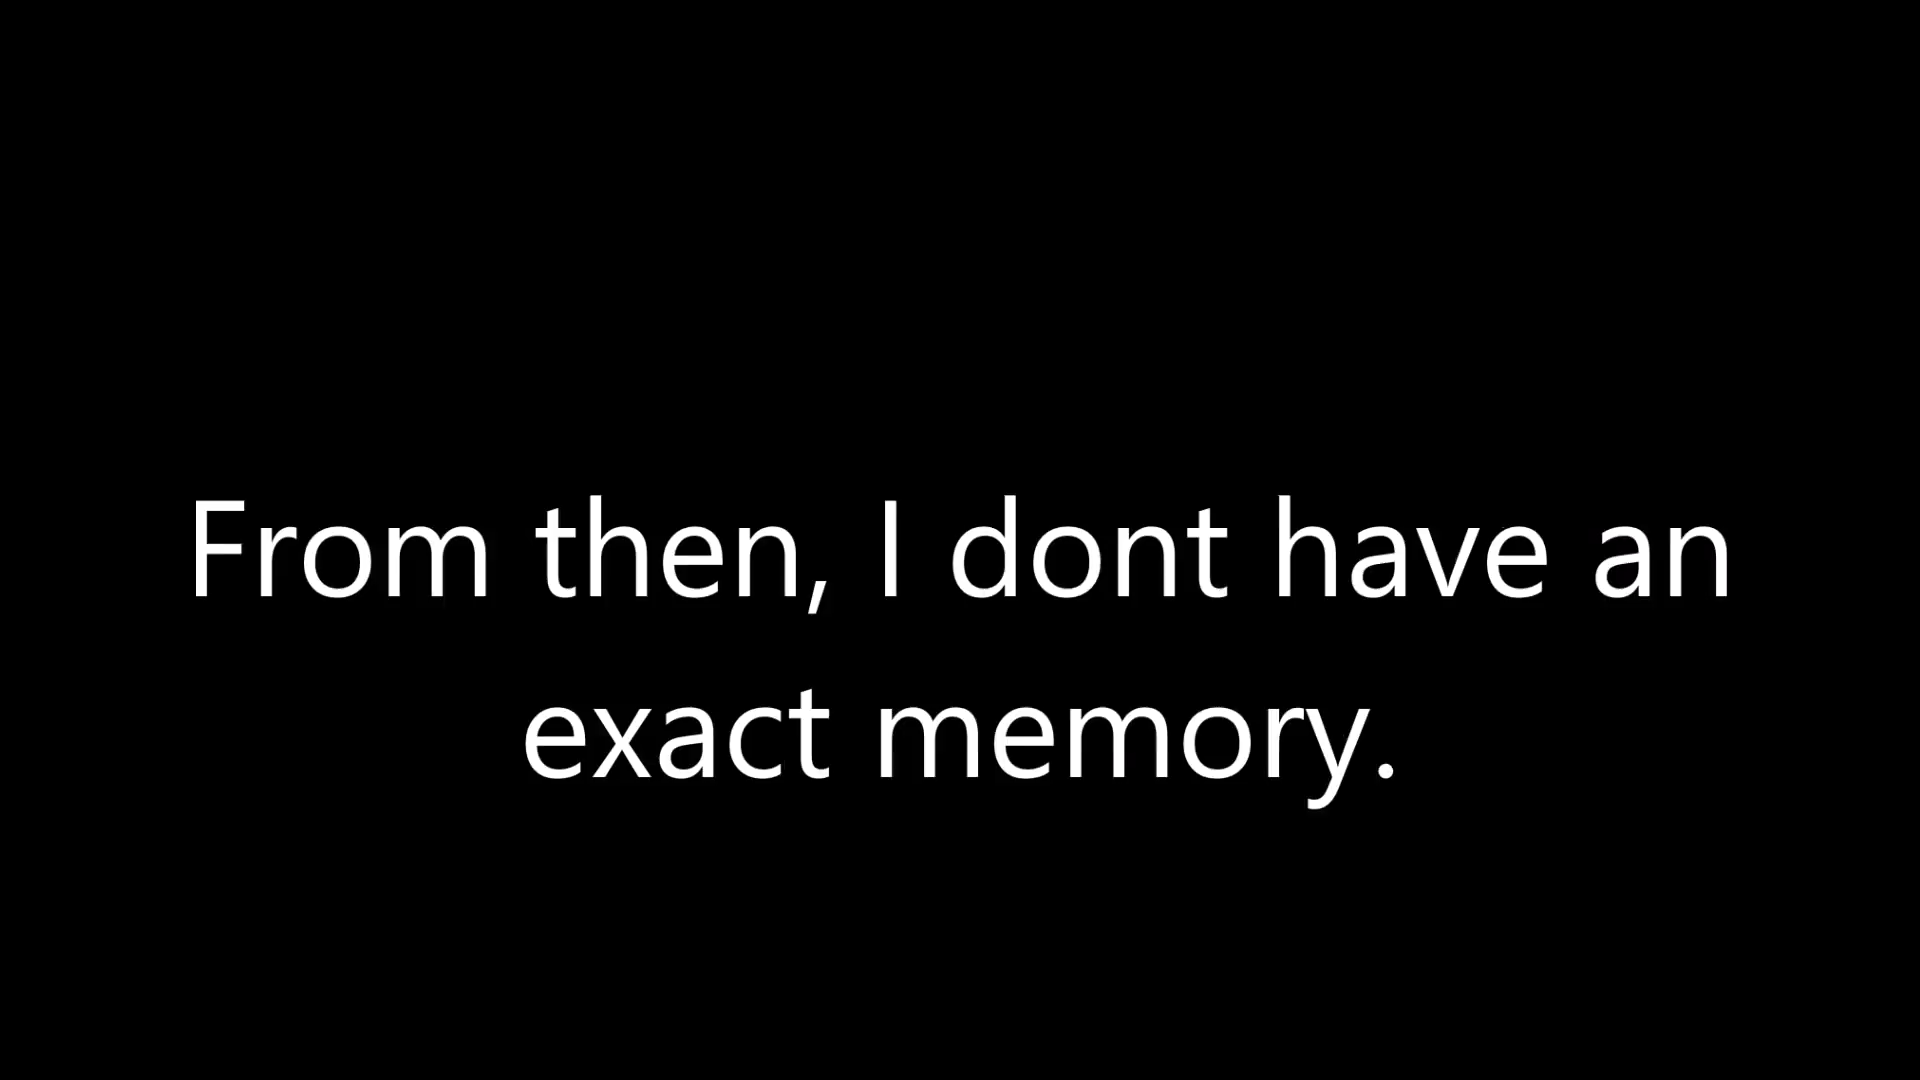 From then, I dont have an
exact memory.